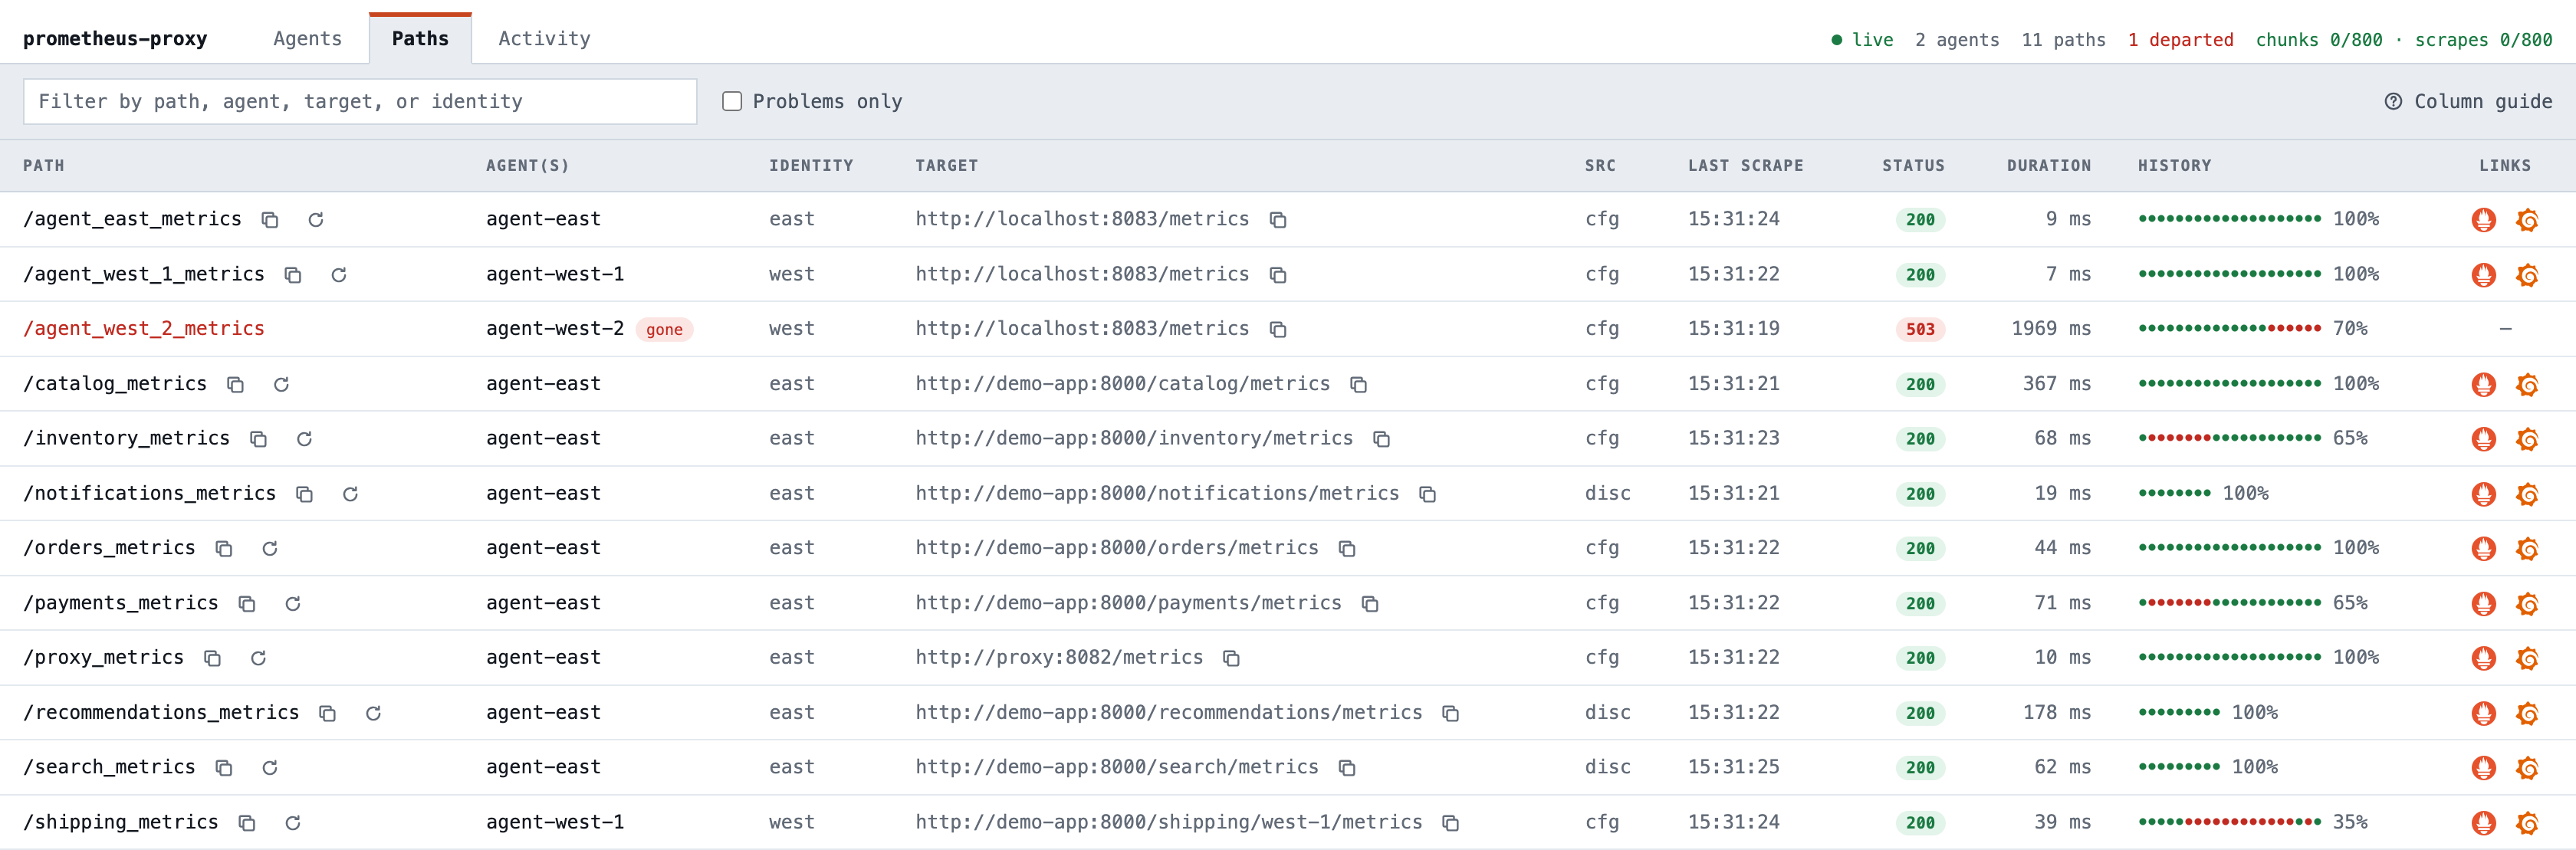 prometheus-proxy Agents Paths Activity live 2 agents 11 paths 1 departed chunks 0/800 · scrapes 0/800
Filter by path, agent, target, or identity Problems only Column guide
PATH AGENT(S) IDENTITY TARGET SRC LAST SCRAPE STATUS DURATION HISTORY LINKS
/agent_east_metrics agent-east east http://localhost:8083/metrics cfg 15:31:24 200 9 ms 100%
/agent_west_1_metrics agent-west-1 west http://localhost:8083/metrics cfg 15:31:22 200 7 ms 100%
/agent_west_2_metrics agent-west-2 gone west http://localhost:8083/metrics cfg 15:31:19 503 1969 ms 70% —
/catalog_metrics agent-east east http://demo-app:8000/catalog/metrics cfg 15:31:21 200 367 ms 100%
/inventory_metrics agent-east east http://demo-app:8000/inventory/metrics cfg 15:31:23 200 68 ms 65%
/notifications_metrics agent-east east http://demo-app:8000/notifications/metrics disc 15:31:21 200 19 ms 100%
/orders_metrics agent-east east http://demo-app:8000/orders/metrics cfg 15:31:22 200 44 ms 100%
/payments_metrics agent-east east http://demo-app:8000/payments/metrics cfg 15:31:22 200 71 ms 65%
/proxy_metrics agent-east east http://proxy:8082/metrics cfg 15:31:22 200 10 ms 100%
/recommendations_metrics agent-east east http://demo-app:8000/recommendations/metrics disc 15:31:22 200 178 ms 100%
/search_metrics agent-east east http://demo-app:8000/search/metrics disc 15:31:25 200 62 ms 100%
/shipping_metrics agent-west-1 west http://demo-app:8000/shipping/west-1/metrics cfg 15:31:24 200 39 ms 35%